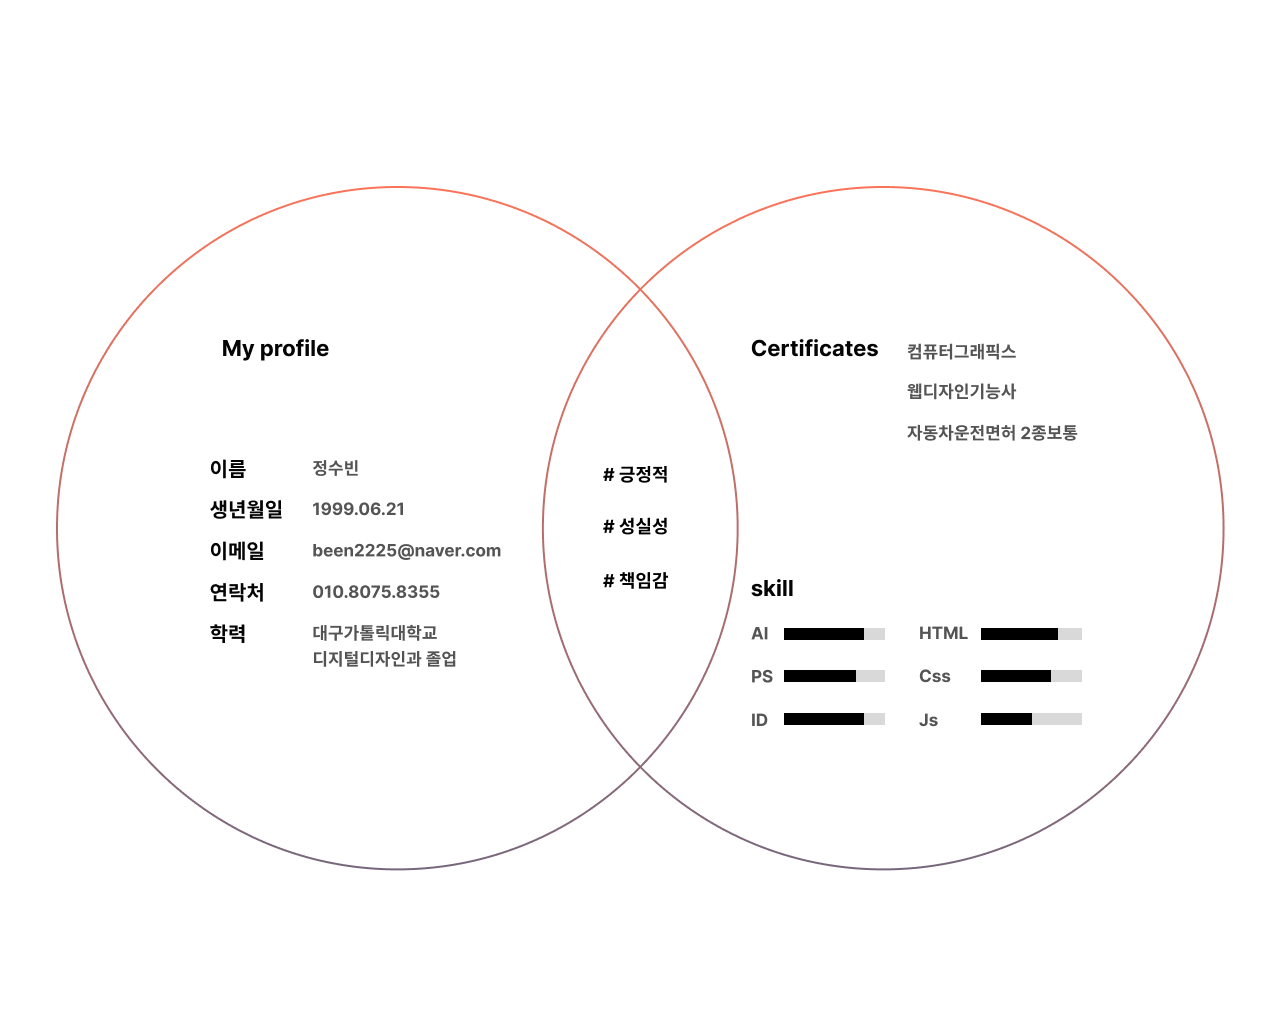 My profile
이름 정수빈
생년월일 1999.06.21
이메일 been2225@naver.com
연락처 010.8075.8355
학력 대구가톨릭대학교
디지털디자인과 졸업
# 긍정적
# 성실성
# 책임감
Certificates 컴퓨터그래픽스
웹디자인기능사
자동차운전면허 2종보통
skill
AI HTML
PS Css
ID Js